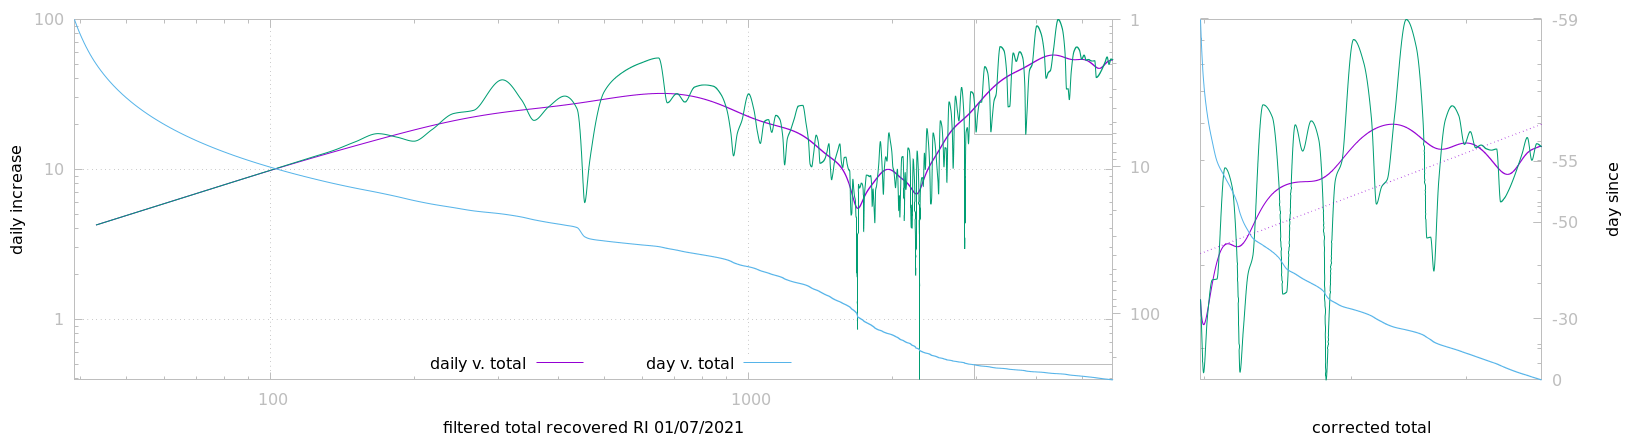 100
10
1
daily increase
1
10
100
-59
-55
-50
-30
0
day since
daily v. total
day v. total
100
1000
filtered total recovered RI 01/07/2021
corrected total